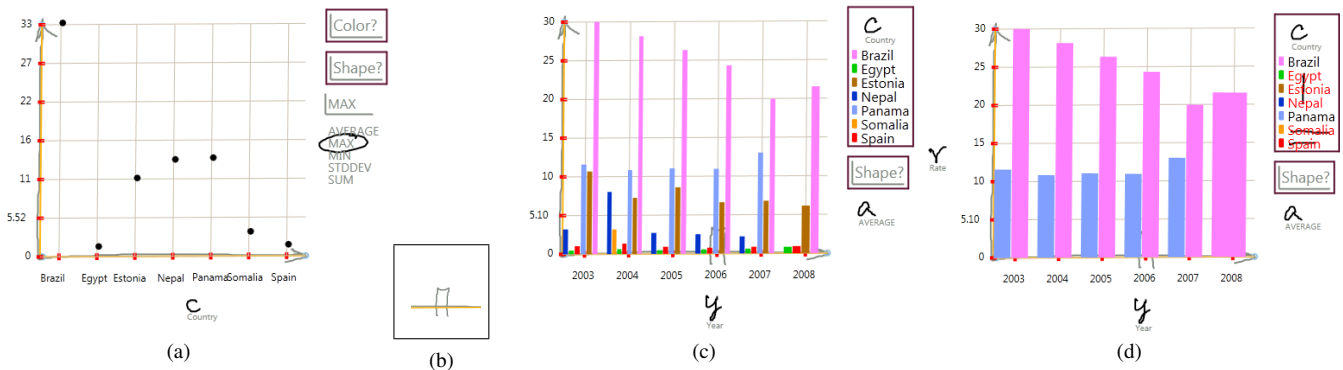 33
27
22
16
11
5.52
0
Brazil Egypt Estonia Nepal Panama Somalia Spain
C
Country
Color?
Shape?
MAX
AVERAGE
MAX
MIN
STDDEV
SUM
(a)
(b)
30
25
20
15
10
5.10
0
2003 2004 2005 2006 2007 2008
y
Year
C
Country
Brazil
Egypt
Estonia
Nepal
Panama
Somalia
Spain
Shape?
a
AVERAGE
(c)
r
Rate
30
25
20
15
10
5.10
0
2003 2004 2005 2006 2007 2008
y
Year
C
Country
Brazil
Egypt
Estonia
Nepal
Panama
Somalia
Spain
Shape?
a
AVERAGE
(d)